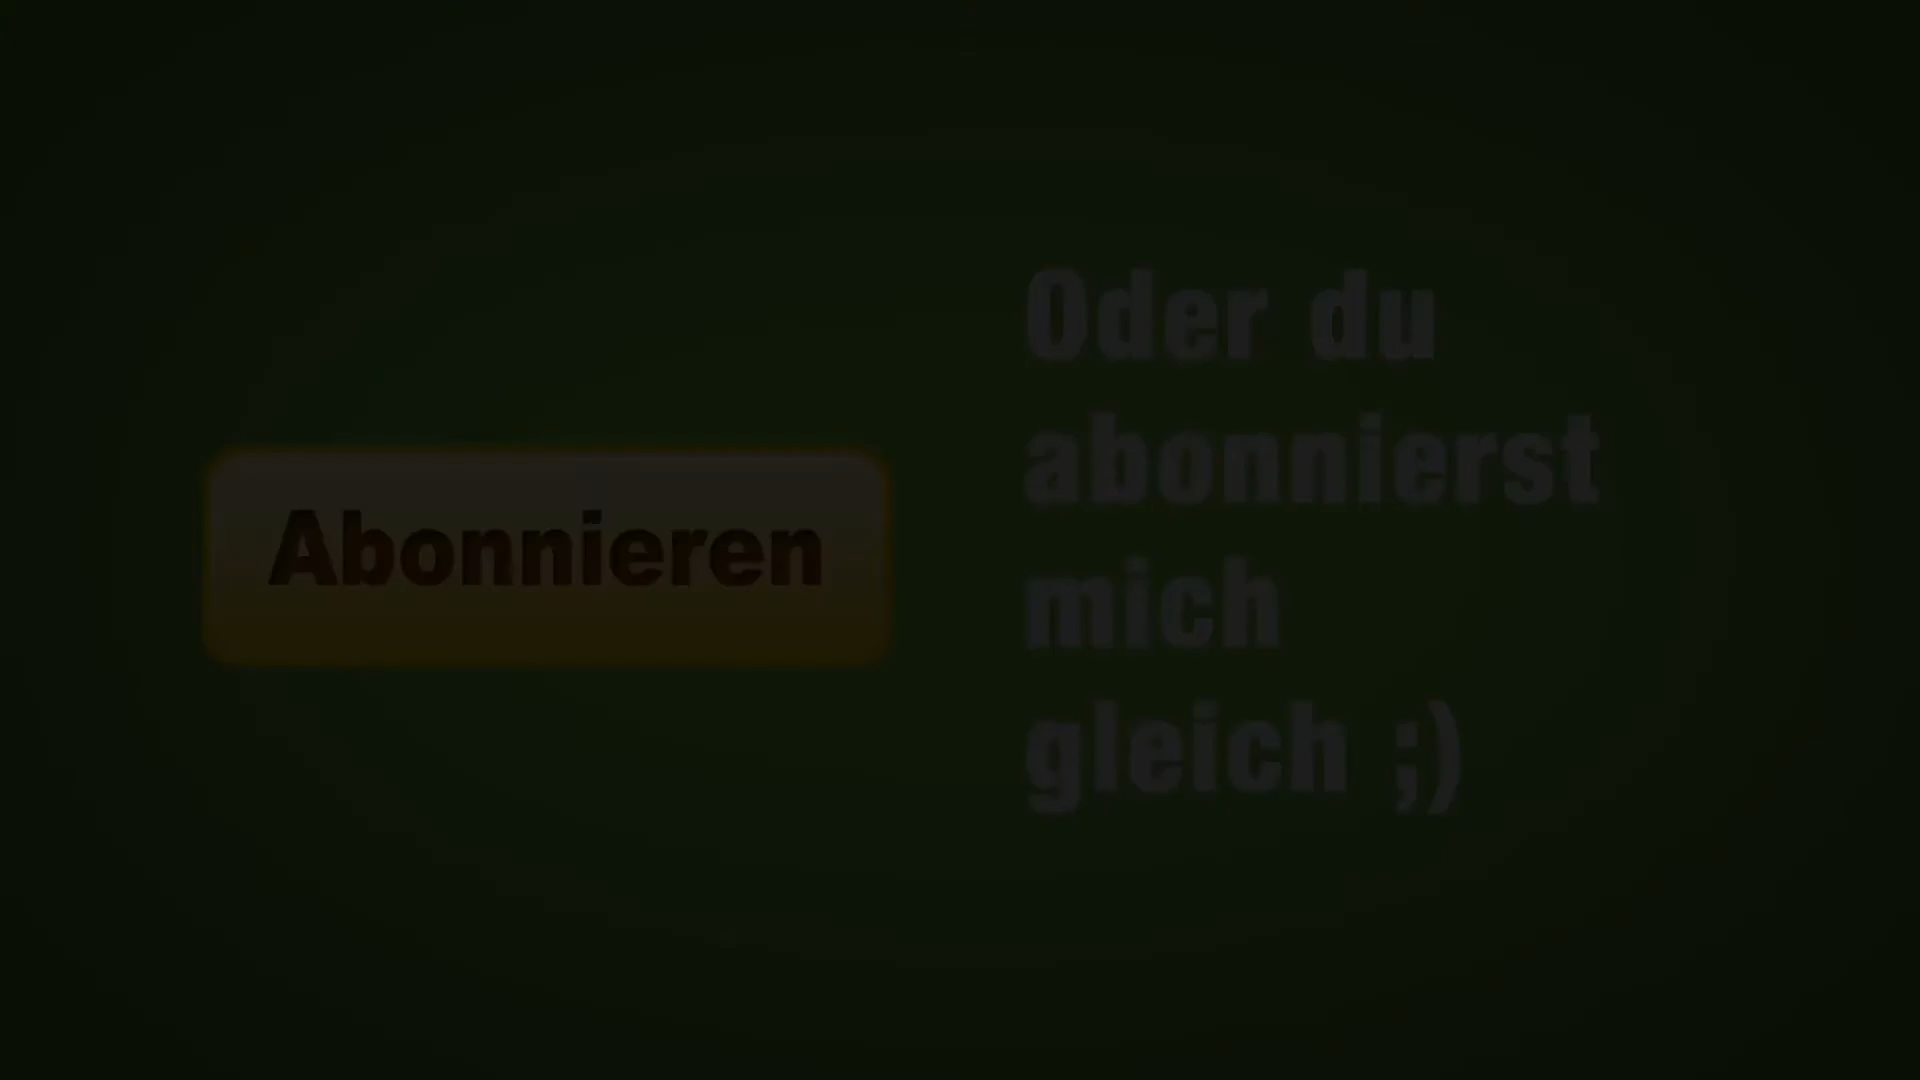 Abonnieren
Oder du
abonnierst
mich
gleich ;)